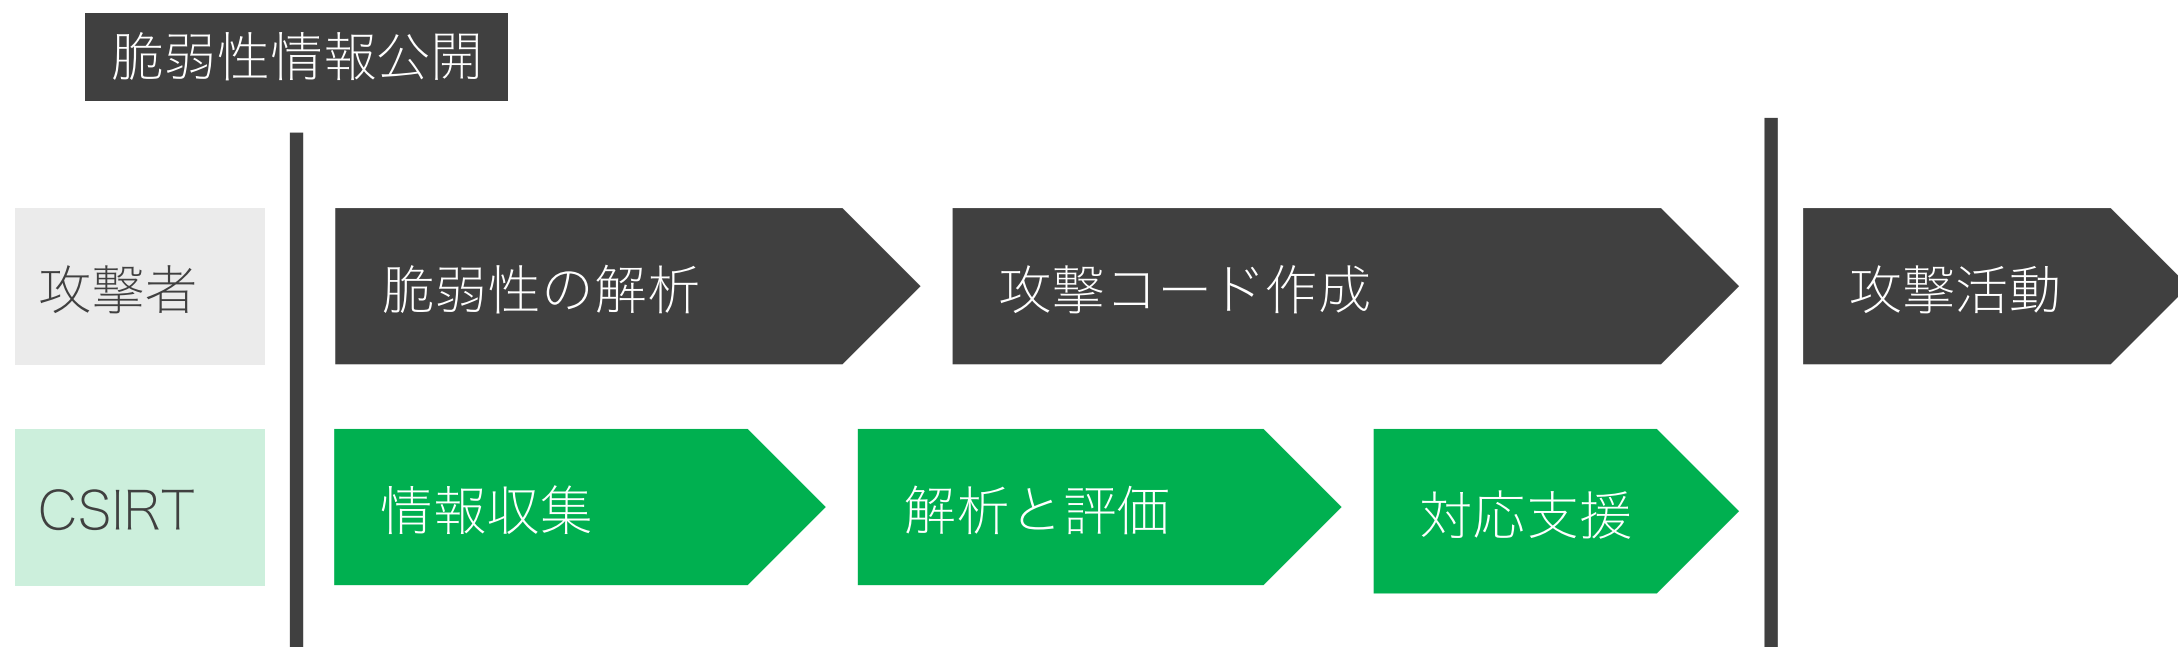 脆弱性情報公開
攻撃者
脆弱性の解析
攻撃コード作成
攻撃活動
CSIRT
情報収集
解析と評価
対応支援